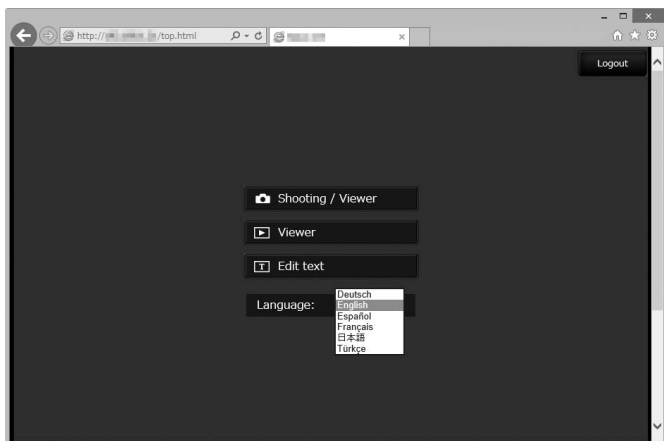 http:// /top.html
Logout
Shooting / Viewer
Viewer
Edit text
Language:
Deutsch
English
Español
Français
日本語
Türkçe